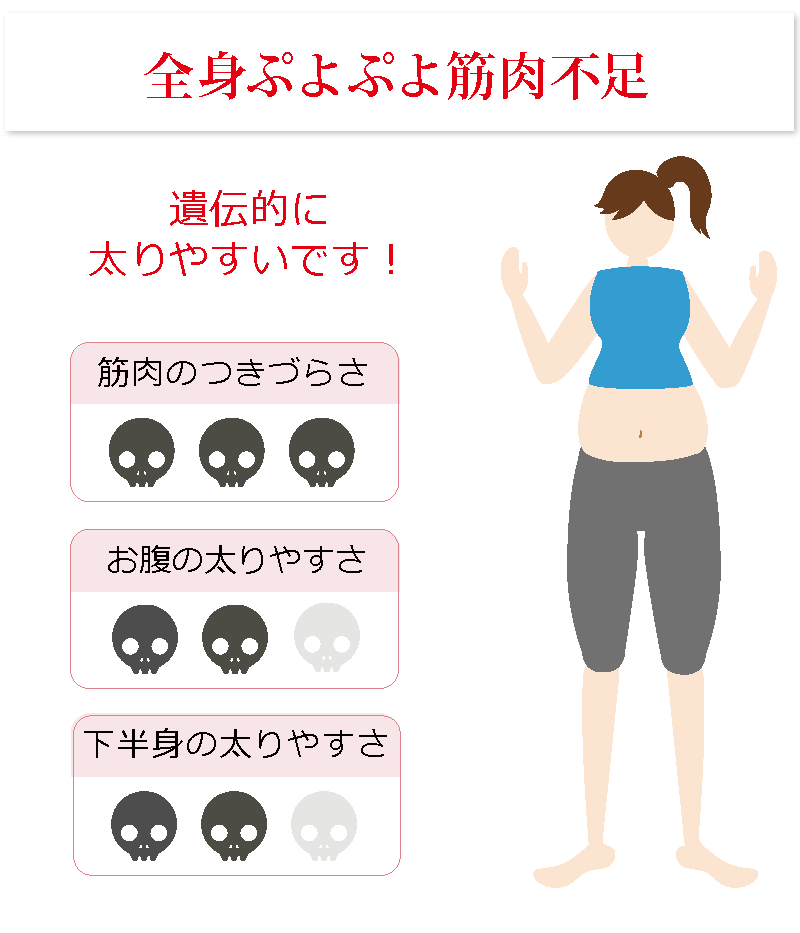 全身ぷよぷよ筋肉不足
遺伝的に
太りやすいです！
筋肉のつきづらさ
お腹の太りやすさ
下半身の太りやすさ